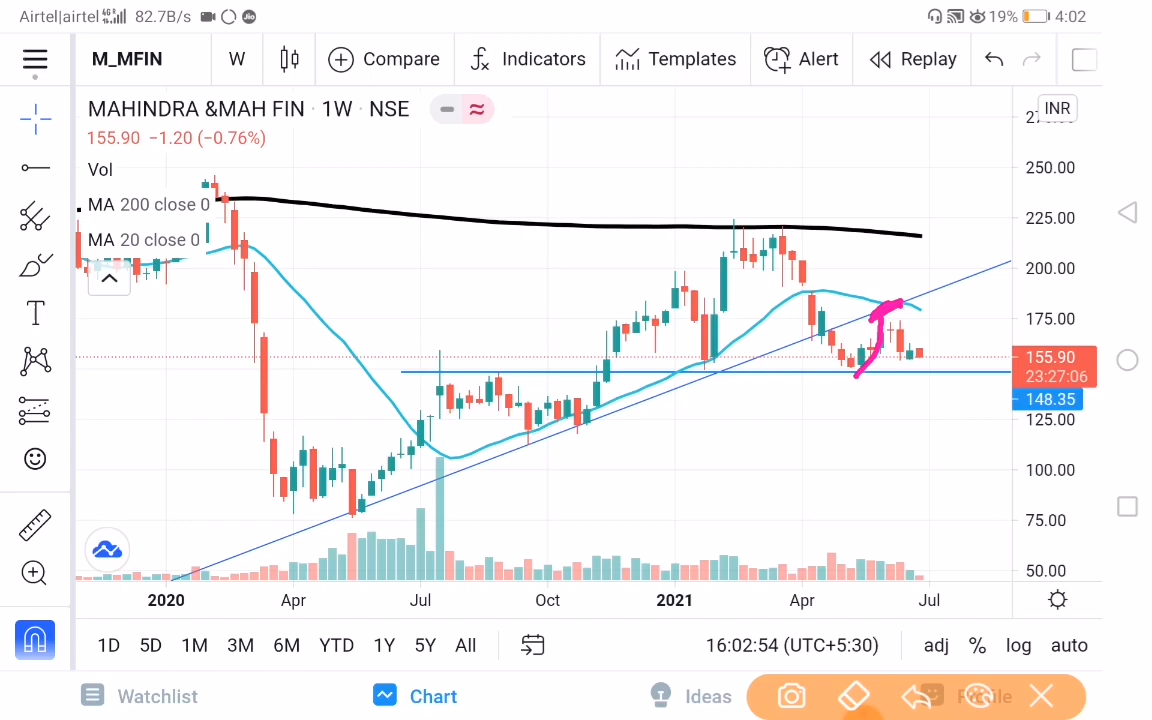 Airtel|airtel 4G 82.7B/s Jio 19% 4:02
M_MFIN W Compare Indicators Templates Alert Replay
MAHINDRA &MAH FIN · 1W · NSE
INR
155.90 −1.20 (−0.76%)
Vol
MA 200 close 0
MA 20 close 0
250.00
225.00
200.00
175.00
155.90
23:27:06
148.35
125.00
100.00
75.00
50.00
2020 Apr Jul Oct 2021 Apr Jul
1D 5D 1M 3M 6M YTD 1Y 5Y All 16:02:54 (UTC+5:30) adj % log auto
Watchlist Chart Ideas